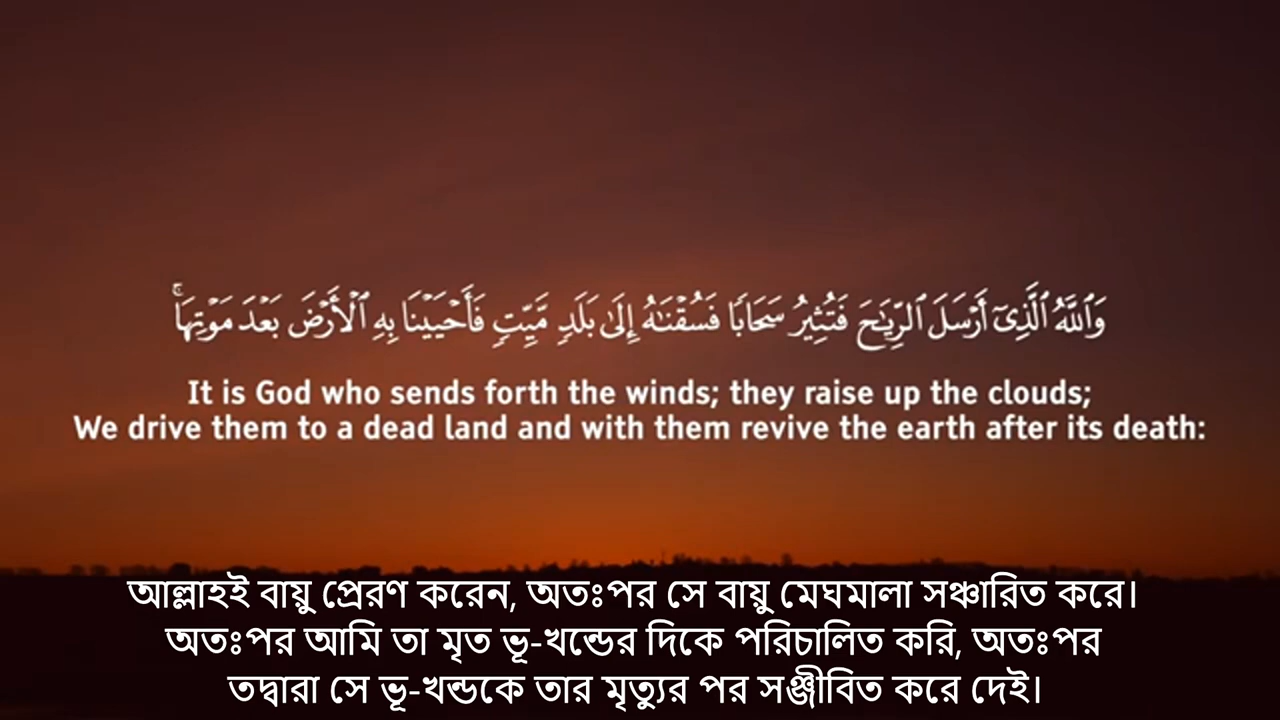 وَٱللَّهُ ٱلَّذِىٓ أَرْسَلَ ٱلرِّيَـٰحَ فَتُثِيرُ سَحَابًا فَسُقْنَـٰهُ إِلَىٰ بَلَدٍ مَّيِّتٍ فَأَحْيَيْنَا بِهِ ٱلْأَرْضَ بَعْدَ مَوْتِهَا ۚ
It is God who sends forth the winds; they raise up the clouds;
We drive them to a dead land and with them revive the earth after its death:
আল্লাহই বায়ু প্রেরণ করেন, অতঃপর সে বায়ু মেঘমালা সঞ্চারিত করে।
অতঃপর আমি তা মৃত ভূ-খন্ডের দিকে পরিচালিত করি, অতঃপর
তদ্বারা সে ভূ-খন্ডকে তার মৃত্যুর পর সঞ্জীবিত করে দেই।